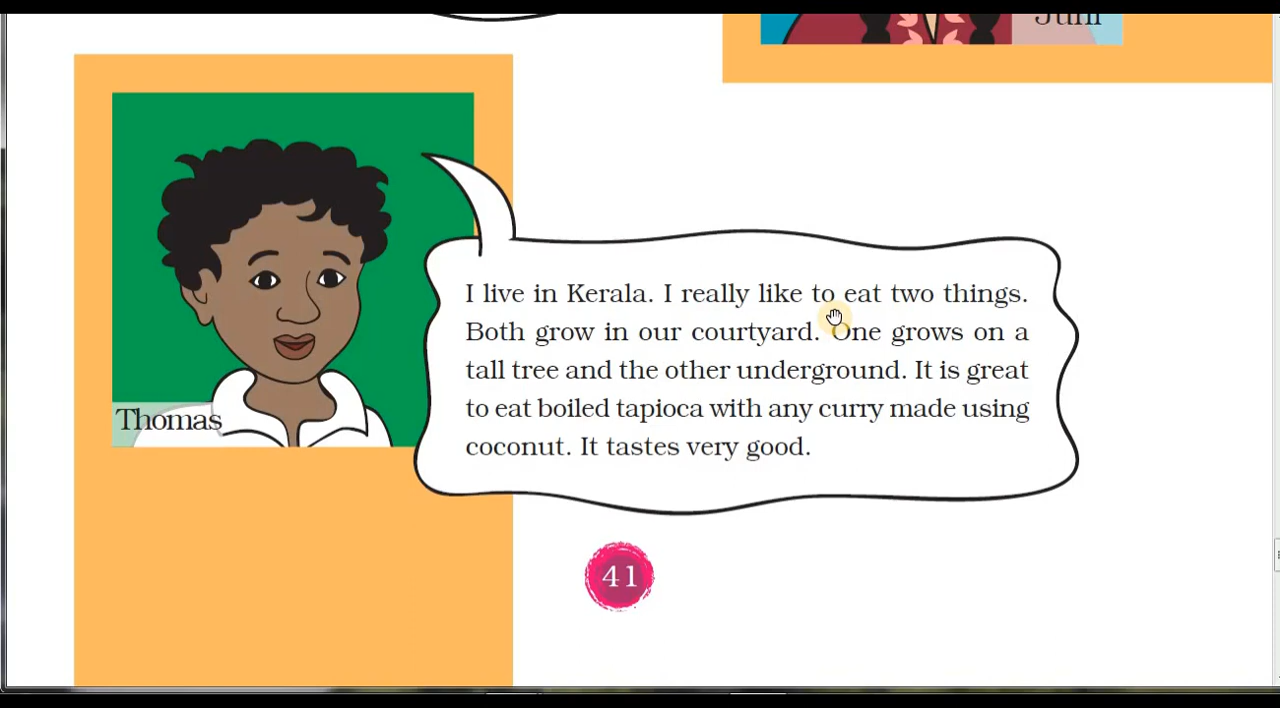 Juhi
Thomas
I live in Kerala. I really like to eat two things.
Both grow in our courtyard. One grows on a
tall tree and the other underground. It is great
to eat boiled tapioca with any curry made using
coconut. It tastes very good.
41